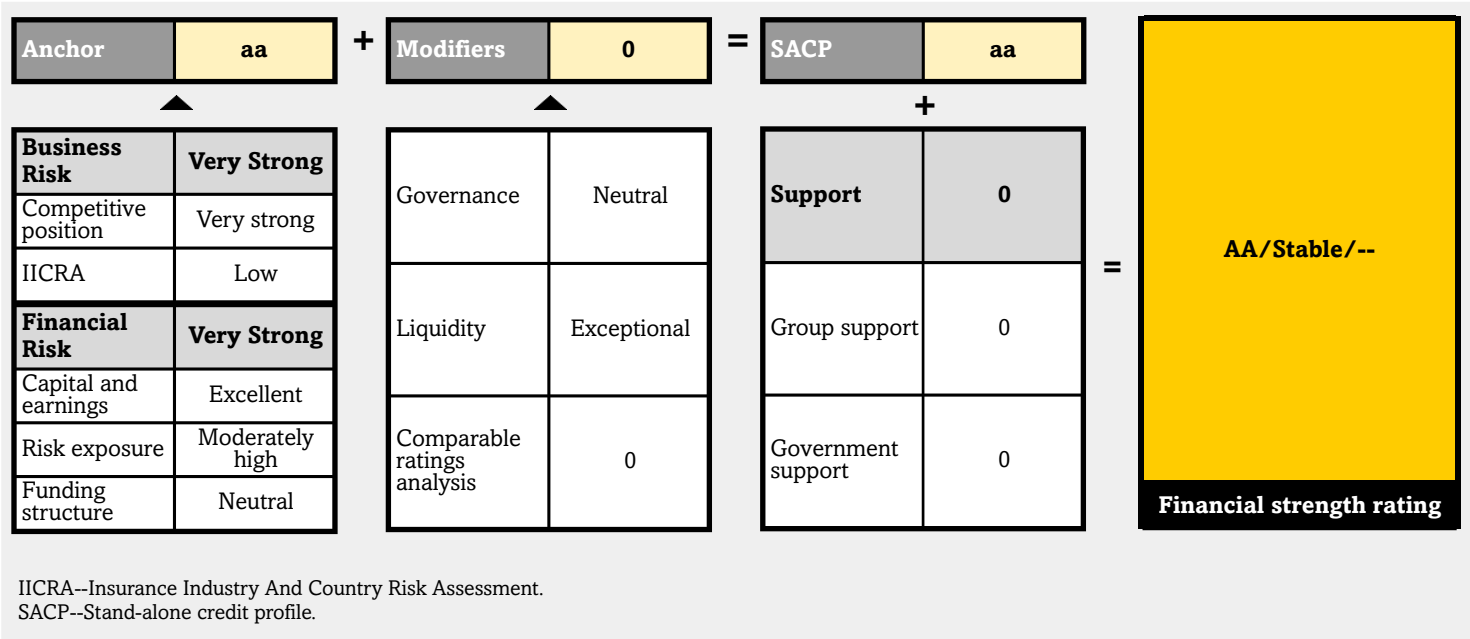 Anchor
aa
+
Modifiers
0
=
SACP
aa
+
Business
Risk
Very Strong
Competitive
position
Very strong
IICRA
Low
Financial
Risk
Very Strong
Capital and
earnings
Excellent
Risk exposure
Moderately
high
Funding
structure
Neutral
Governance
Neutral
Liquidity
Exceptional
Comparable
ratings
analysis
0
Support
0
Group support
0
Government
support
0
=
AA/Stable/--
Financial strength rating
IICRA--Insurance Industry And Country Risk Assessment.
SACP--Stand-alone credit profile.